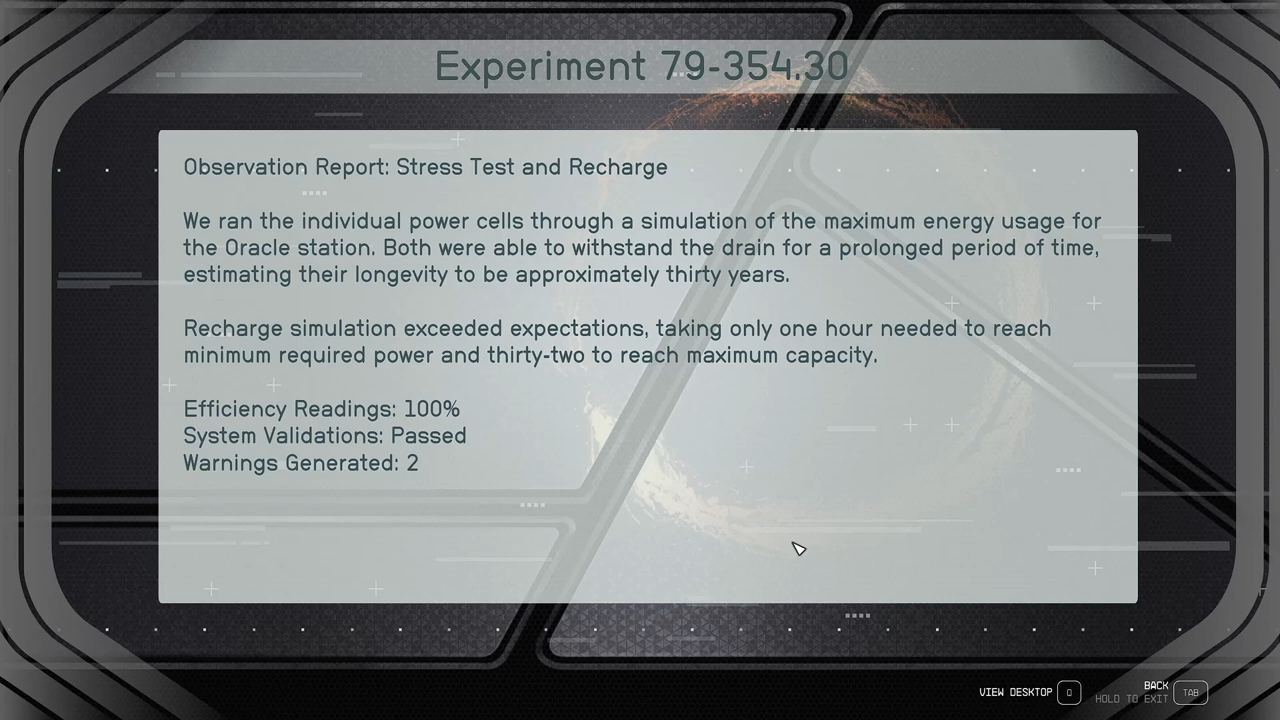 Experiment 79-354.30
Observation Report: Stress Test and Recharge
We ran the individual power cells through a simulation of the maximum energy usage for
the Oracle station. Both were able to withstand the drain for a prolonged period of time,
estimating their longevity to be approximately thirty years.
Recharge simulation exceeded expectations, taking only one hour needed to reach
minimum required power and thirty-two to reach maximum capacity.
Efficiency Readings: 100%
System Validations: Passed
Warnings Generated: 2
VIEW DESKTOP Q
BACK
HOLD TO EXIT TAB